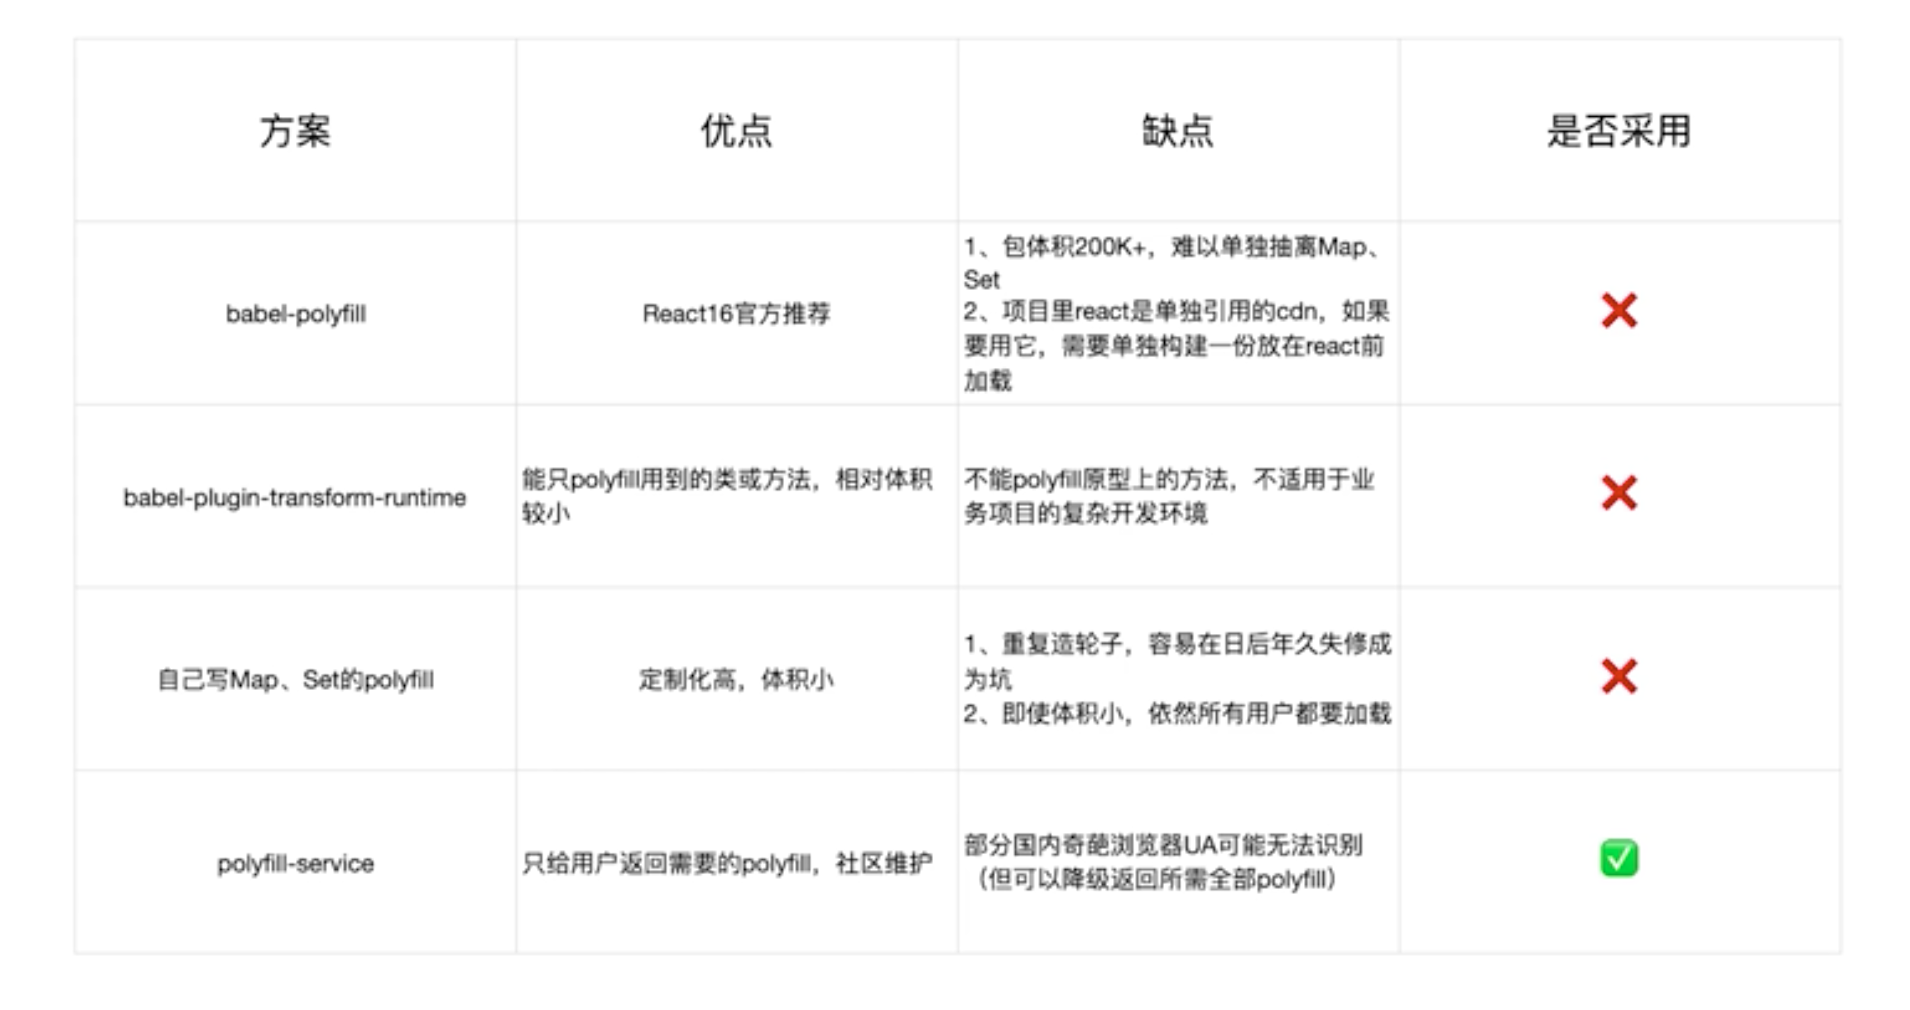 方案
优点
缺点
是否采用
babel-polyfill
React16官方推荐
1、包体积200K+，难以单独抽离Map、
Set
2、项目里react是单独引用的cdn，如果
要用它，需要单独构建一份放在react前
加载
❌
babel-plugin-transform-runtime
能只polyfill用到的类或方法，相对体积
较小
不能polyfill原型上的方法，不适用于业
务项目的复杂开发环境
❌
自己写Map、Set的polyfill
定制化高，体积小
1、重复造轮子，容易在日后年久失修成
为坑
2、即使体积小，依然所有用户都要加载
❌
polyfill-service
只给用户返回需要的polyfill，社区维护
部分国内奇葩浏览器UA可能无法识别
（但可以降级返回所需全部polyfill）
✅